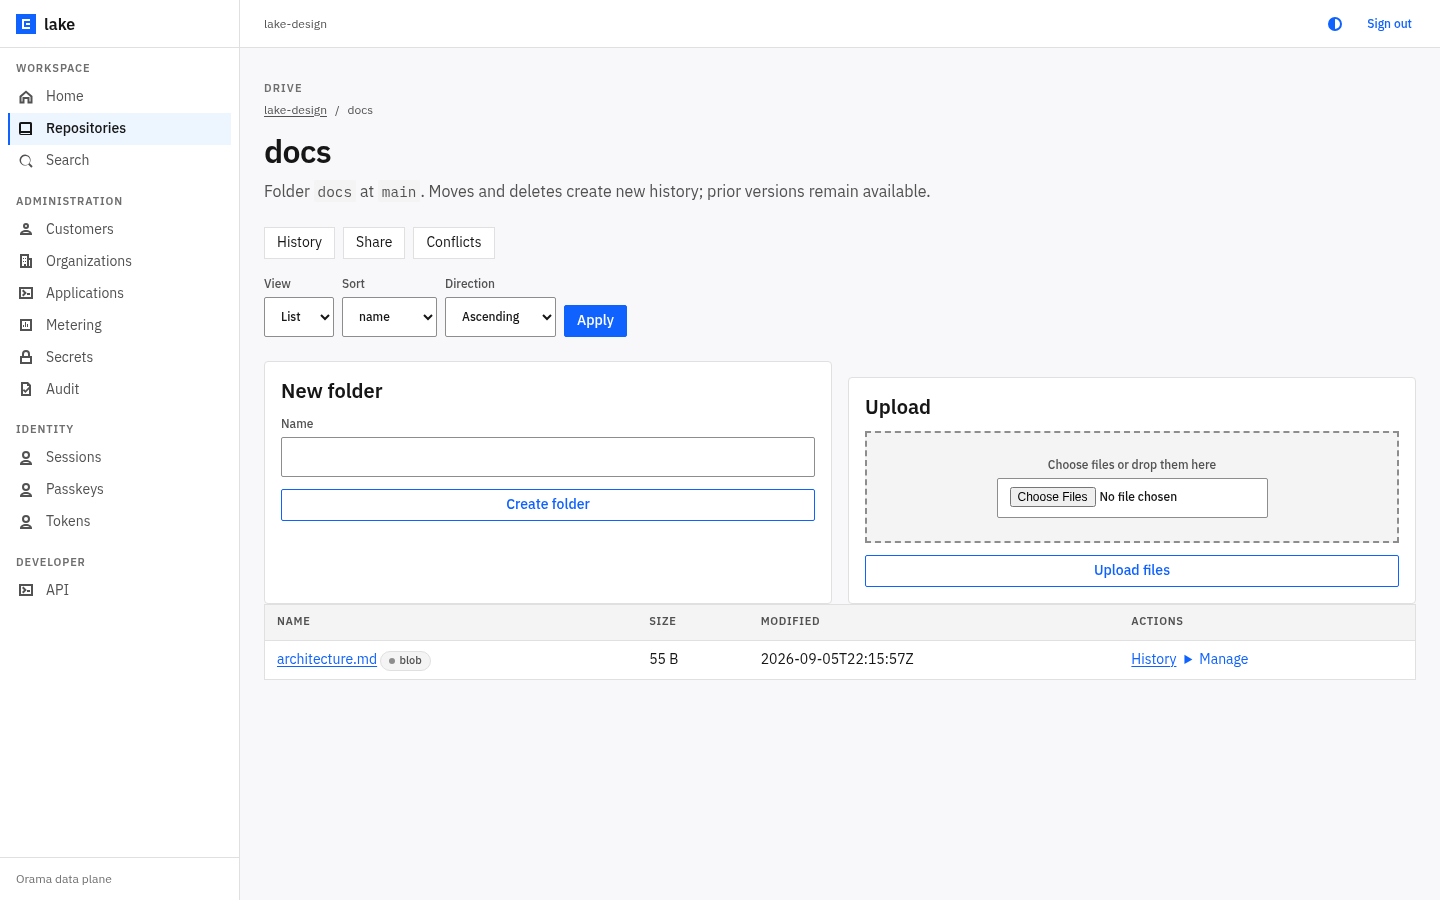 lake
lake-design
Sign out
WORKSPACE
Home
Repositories
Search
ADMINISTRATION
Customers
Organizations
Applications
Metering
Secrets
Audit
IDENTITY
Sessions
Passkeys
Tokens
DEVELOPER
API
Orama data plane
DRIVE
lake-design / docs
docs
Folder docs at main. Moves and deletes create new history; prior versions remain available.
History Share Conflicts
View Sort Direction
List name Ascending Apply
New folder
Name
Create folder
Upload
Choose files or drop them here
Choose Files No file chosen
Upload files
NAME SIZE MODIFIED ACTIONS
architecture.md blob 55 B 2026-09-05T22:15:57Z History ▶ Manage